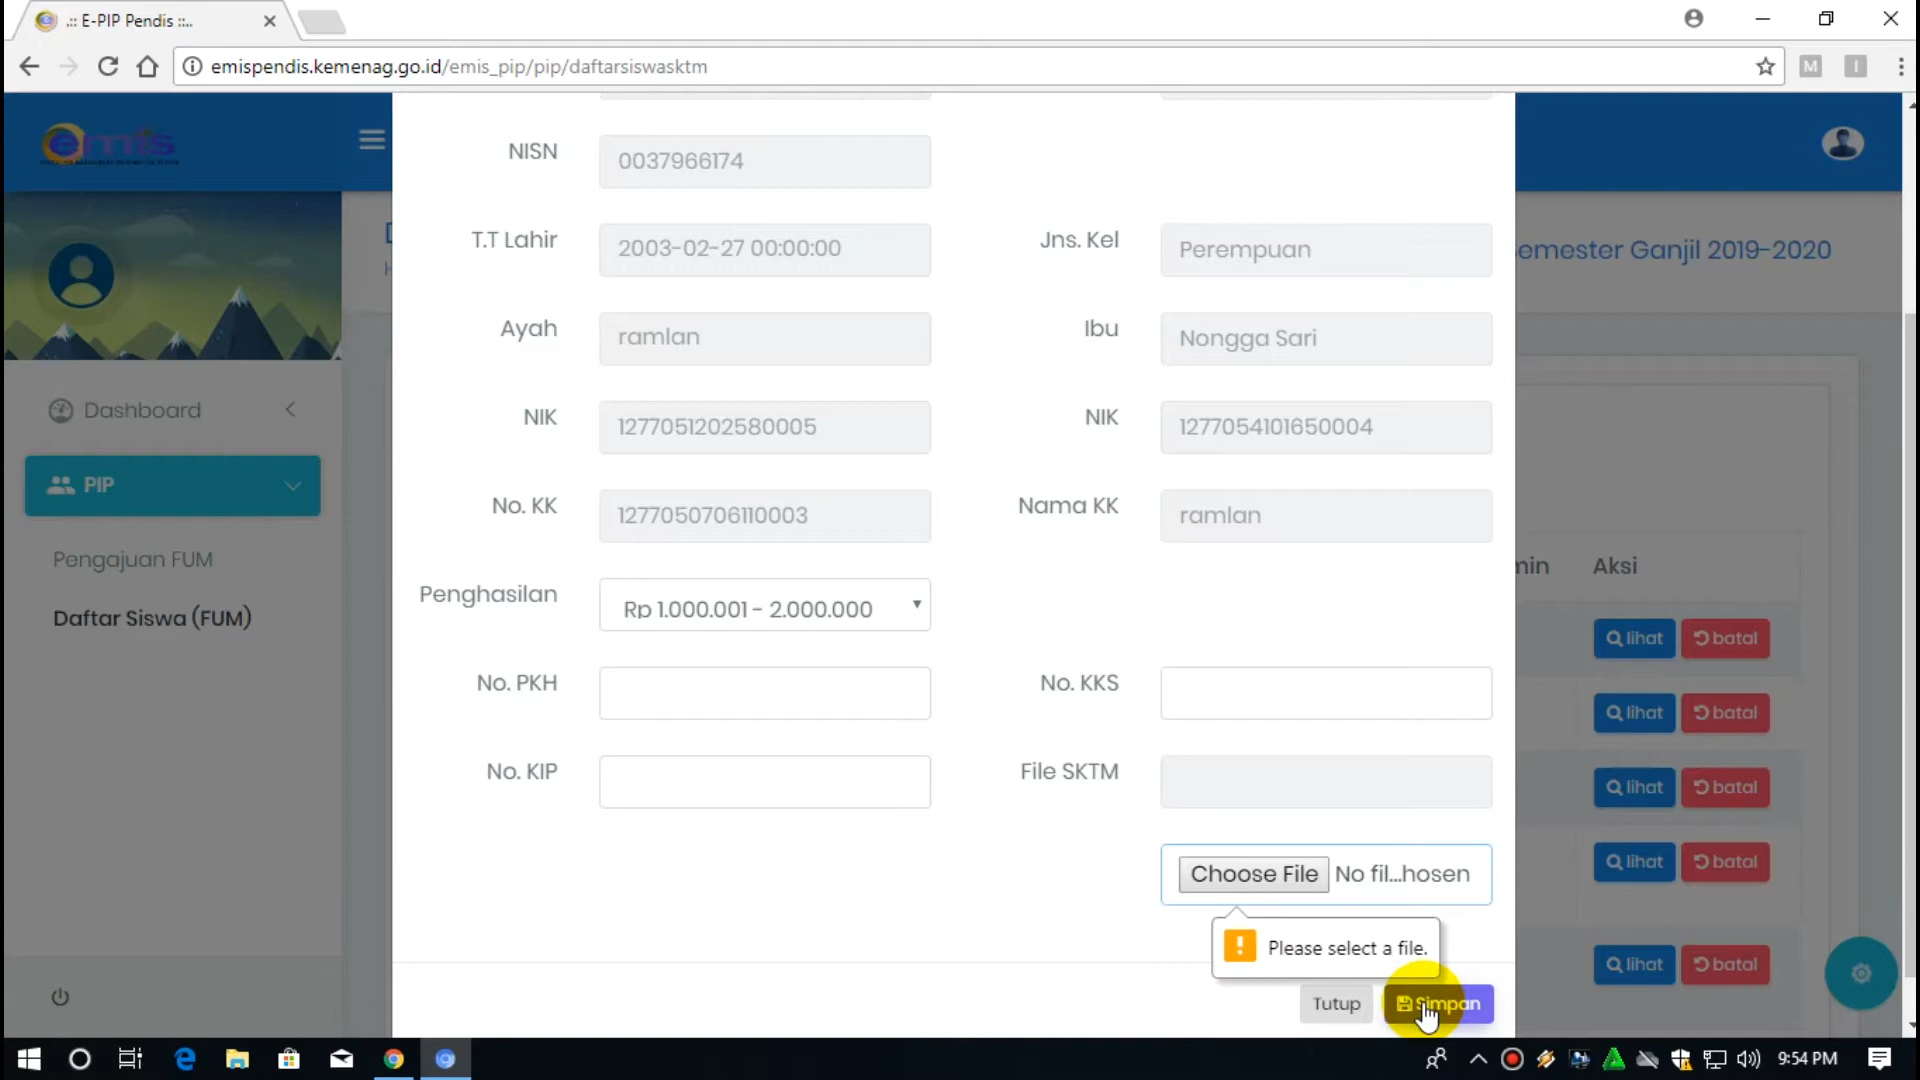 .:: E-PIP Pendis ::..
emispendis.kemenag.go.id/emis_pip/pip/daftarsiswasktm
M
I
emis
emester Ganjil 2019-2020
Dashboard
PIP
Pengajuan FUM
Daftar Siswa (FUM)
NISN
0037966174
T.T Lahir
2003-02-27 00:00:00
Jns. Kel
Perempuan
Ayah
ramlan
Ibu
Nongga Sari
NIK
1277051202580005
NIK
1277054101650004
No. KK
1277050706110003
Nama KK
ramlan
Penghasilan
Rp 1.000.001 - 2.000.000
No. PKH
No. KKS
No. KIP
File SKTM
Choose File No fil...hosen
Please select a file.
Tutup
Simpan
min
Aksi
lihat
batal
lihat
batal
lihat
batal
lihat
batal
lihat
batal
9:54 PM